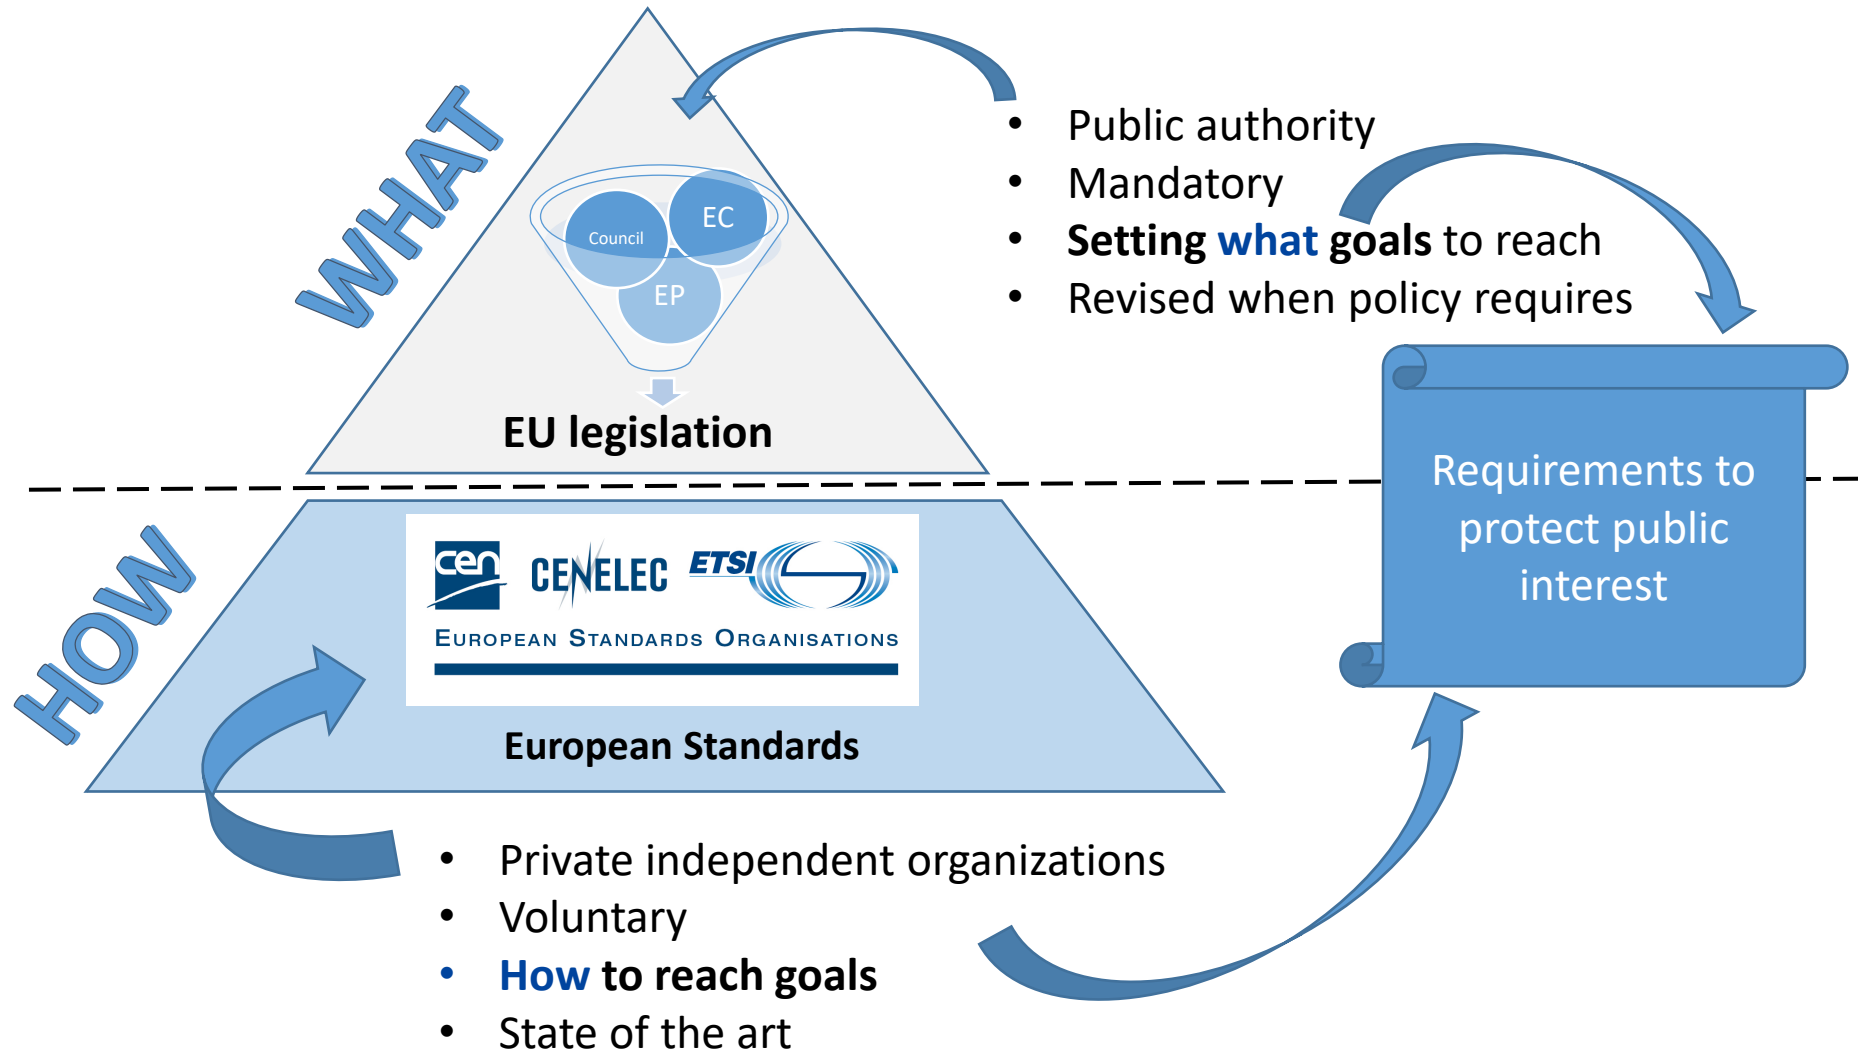 WHAT
Council
EC
EP
EU legislation
• Public authority
• Mandatory
• Setting what goals to reach
• Revised when policy requires
Requirements to
protect public
interest
HOW
cen
CENELEC
ETSI
EUROPEAN STANDARDS ORGANISATIONS
European Standards
• Private independent organizations
• Voluntary
• How to reach goals
• State of the art